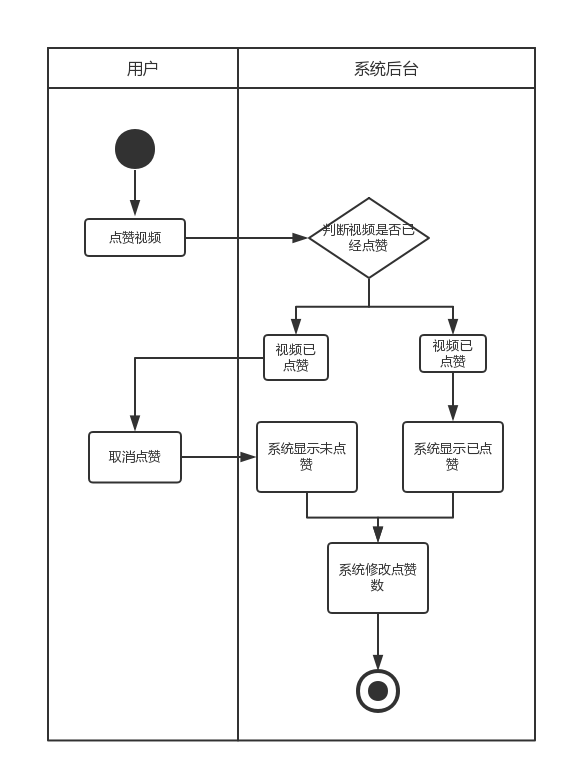 用户
系统后台
点赞视频
判断视频是否已
经点赞
视频已
点赞
视频已
点赞
取消点赞
系统显示未点
赞
系统显示已点
赞
系统修改点赞
数